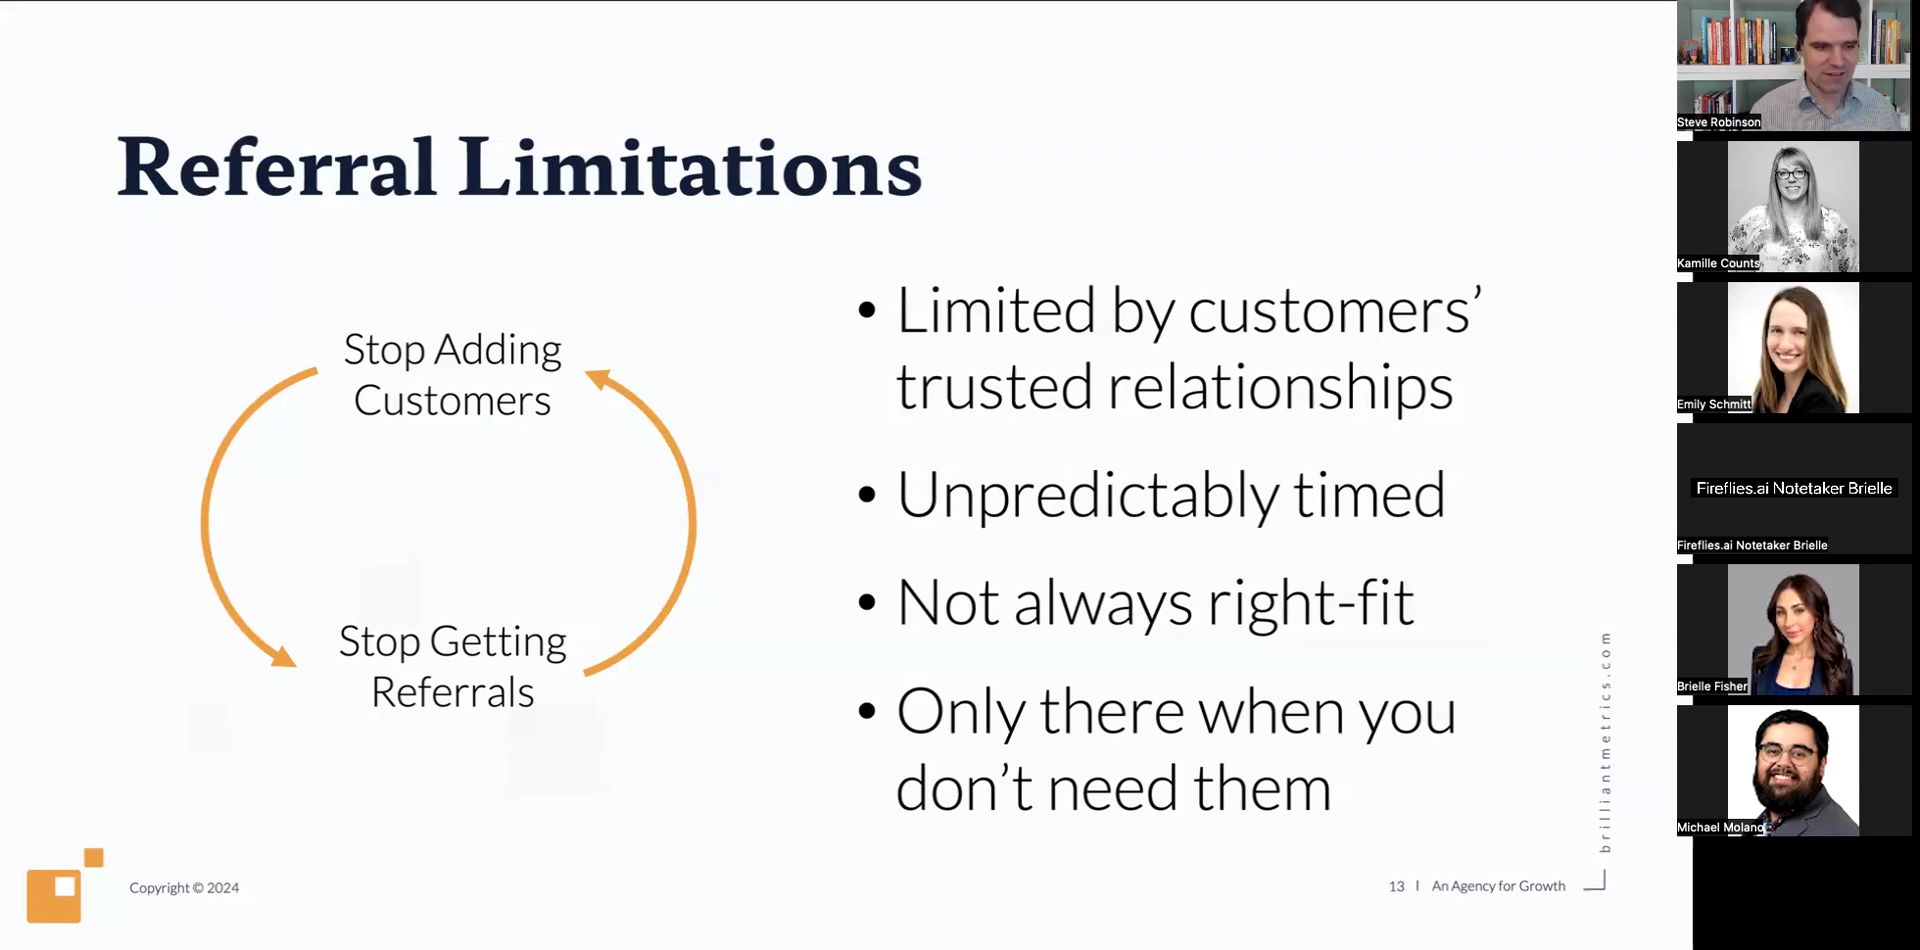 Referral Limitations
Stop Adding
Customers
Stop Getting
Referrals
• Limited by customers’
trusted relationships
• Unpredictably timed
• Not always right-fit
• Only there when you
don’t need them
brilliantmetrics.com
Copyright © 2024
13 | An Agency for Growth
Steve Robinson
Kamille Counts
Emily Schmitt
Fireflies.ai Notetaker Brielle
Fireflies.ai Notetaker Brielle
Brielle Fisher
Michael Molano